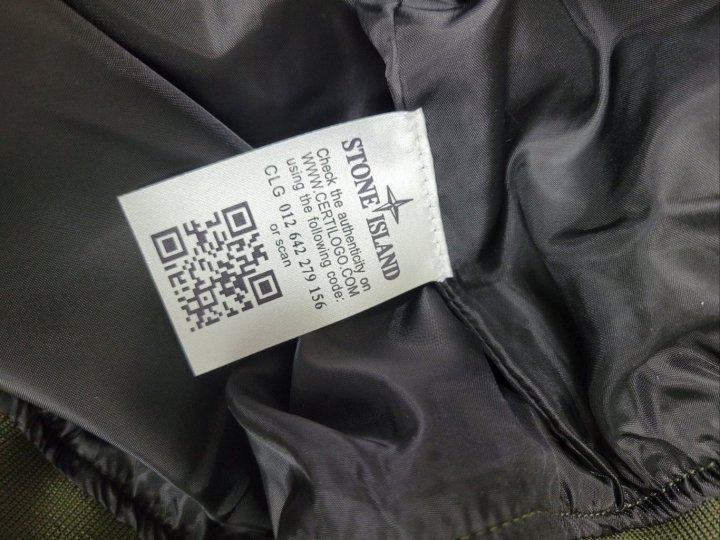 STONE ISLAND
Check the authenticity on
WWW.CERTILOGO.COM
using the following code:
CLG 012 642 279 156
or scan